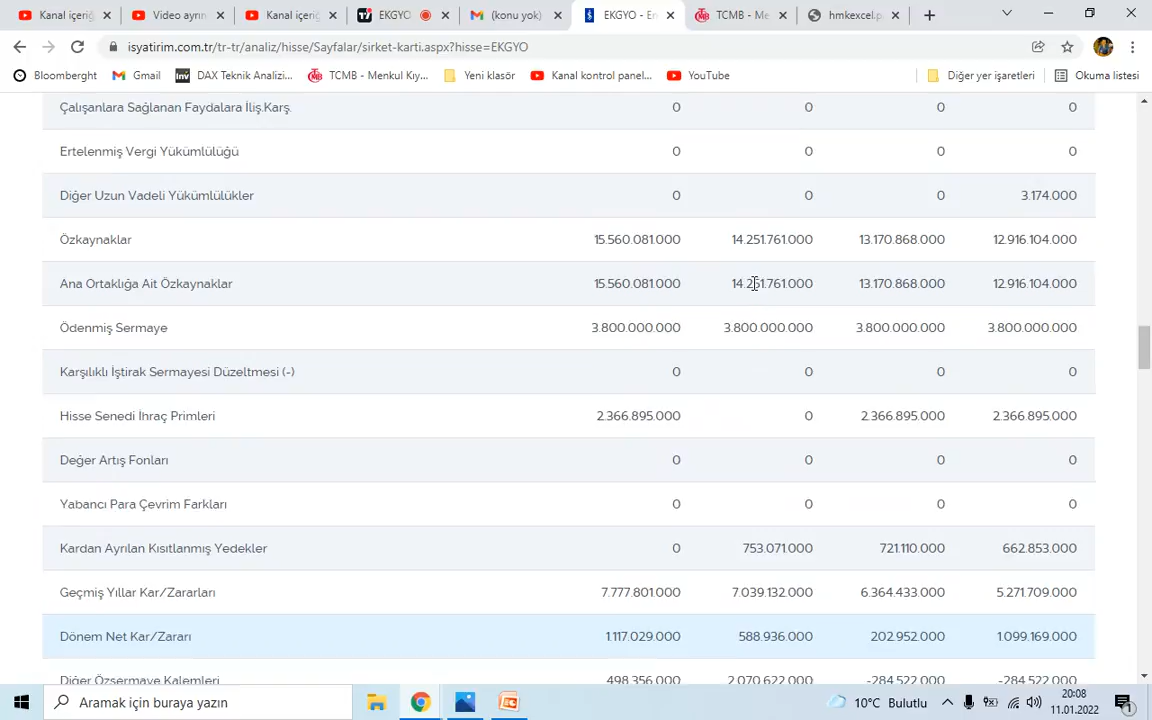 Kanal içeriğ
Video ayrın
Kanal içeriğ
EKGYO
(konu yok)
EKGYO - En
TCMB - Me
hmkexcel.p
isyatirim.com.tr/tr-tr/analiz/hisse/Sayfalar/sirket-karti.aspx?hisse=EKGYO
Bloomberght Gmail DAX Teknik Analizi... TCMB - Menkul Kıy... Yeni klasör Kanal kontrol panel... YouTube Diğer yer işaretleri Okuma listesi
Çalışanlara Sağlanan Faydalara İliş.Karş. 0 0 0 0
Ertelenmiş Vergi Yükümlülüğü 0 0 0 0
Diğer Uzun Vadeli Yükümlülükler 0 0 0 3.174.000
Özkaynaklar 15.560.081.000 14.251.761.000 13.170.868.000 12.916.104.000
Ana Ortaklığa Ait Özkaynaklar 15.560.081.000 14.251.761.000 13.170.868.000 12.916.104.000
Ödenmiş Sermaye 3.800.000.000 3.800.000.000 3.800.000.000 3.800.000.000
Karşılıklı İştirak Sermayesi Düzeltmesi (-) 0 0 0 0
Hisse Senedi İhraç Primleri 2.366.895.000 0 2.366.895.000 2.366.895.000
Değer Artış Fonları 0 0 0 0
Yabancı Para Çevrim Farkları 0 0 0 0
Kardan Ayrılan Kısıtlanmış Yedekler 0 753.071.000 721.110.000 662.853.000
Geçmiş Yıllar Kar/Zararları 7.777.801.000 7.039.132.000 6.364.433.000 5.271.709.000
Dönem Net Kar/Zararı 1.117.029.000 588.936.000 202.952.000 1.099.169.000
Diğer Özsermaye Kalemleri 498.356.000 2.070.622.000 -284.522.000 -284.522.000
Aramak için buraya yazın
10°C Bulutlu
20:08
11.01.2022
1